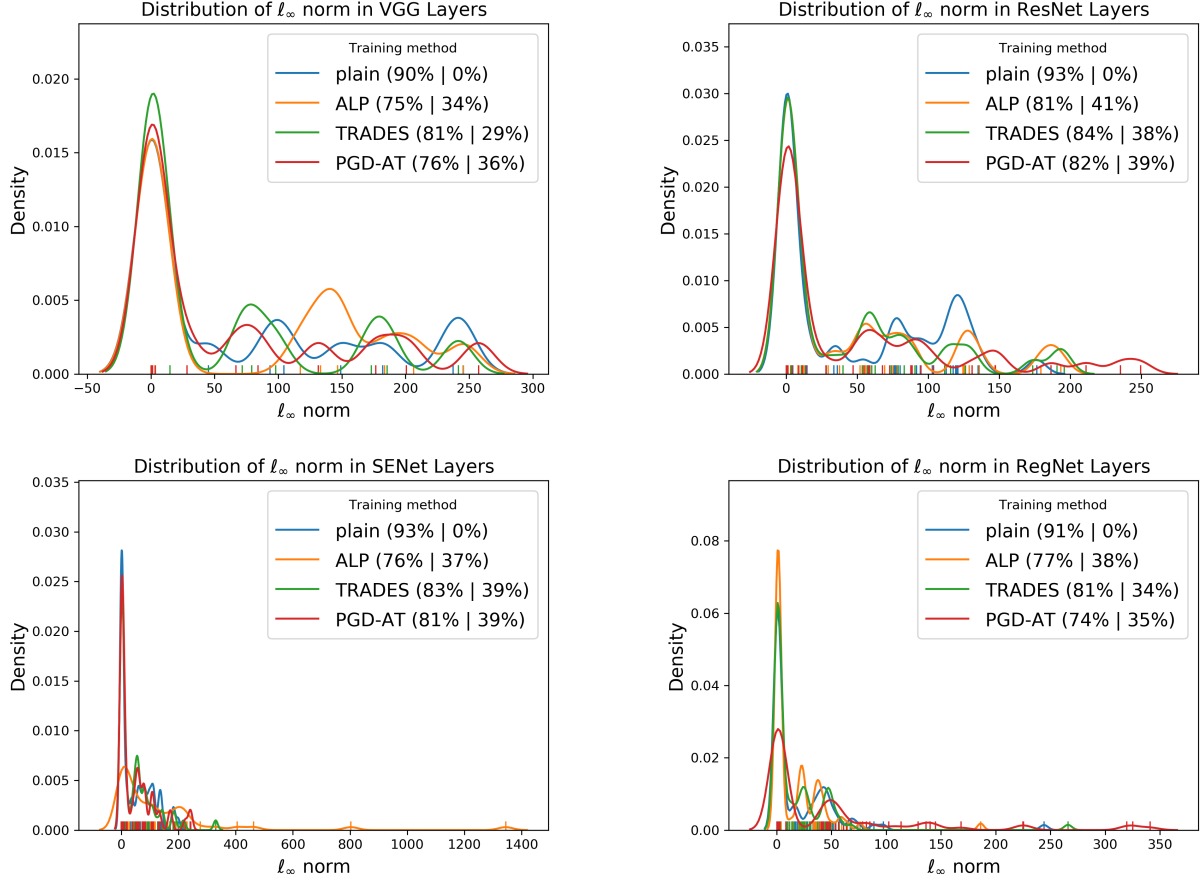 Distribution of ℓ∞ norm in VGG Layers
Training method
plain (90% | 0%)
ALP (75% | 34%)
TRADES (81% | 29%)
PGD-AT (76% | 36%)
Density
0.020
0.015
0.010
0.005
0.000
−50 0 50 100 150 200 250 300
ℓ∞ norm
Distribution of ℓ∞ norm in ResNet Layers
Training method
plain (93% | 0%)
ALP (81% | 41%)
TRADES (84% | 38%)
PGD-AT (82% | 39%)
Density
0.035
0.030
0.025
0.020
0.015
0.010
0.005
0.000
0 50 100 150 200 250
ℓ∞ norm
Distribution of ℓ∞ norm in SENet Layers
Training method
plain (93% | 0%)
ALP (76% | 37%)
TRADES (83% | 39%)
PGD-AT (81% | 39%)
Density
0.035
0.030
0.025
0.020
0.015
0.010
0.005
0.000
0 200 400 600 800 1000 1200 1400
ℓ∞ norm
Distribution of ℓ∞ norm in RegNet Layers
Training method
plain (91% | 0%)
ALP (77% | 38%)
TRADES (81% | 34%)
PGD-AT (74% | 35%)
Density
0.08
0.06
0.04
0.02
0.00
0 50 100 150 200 250 300 350
ℓ∞ norm